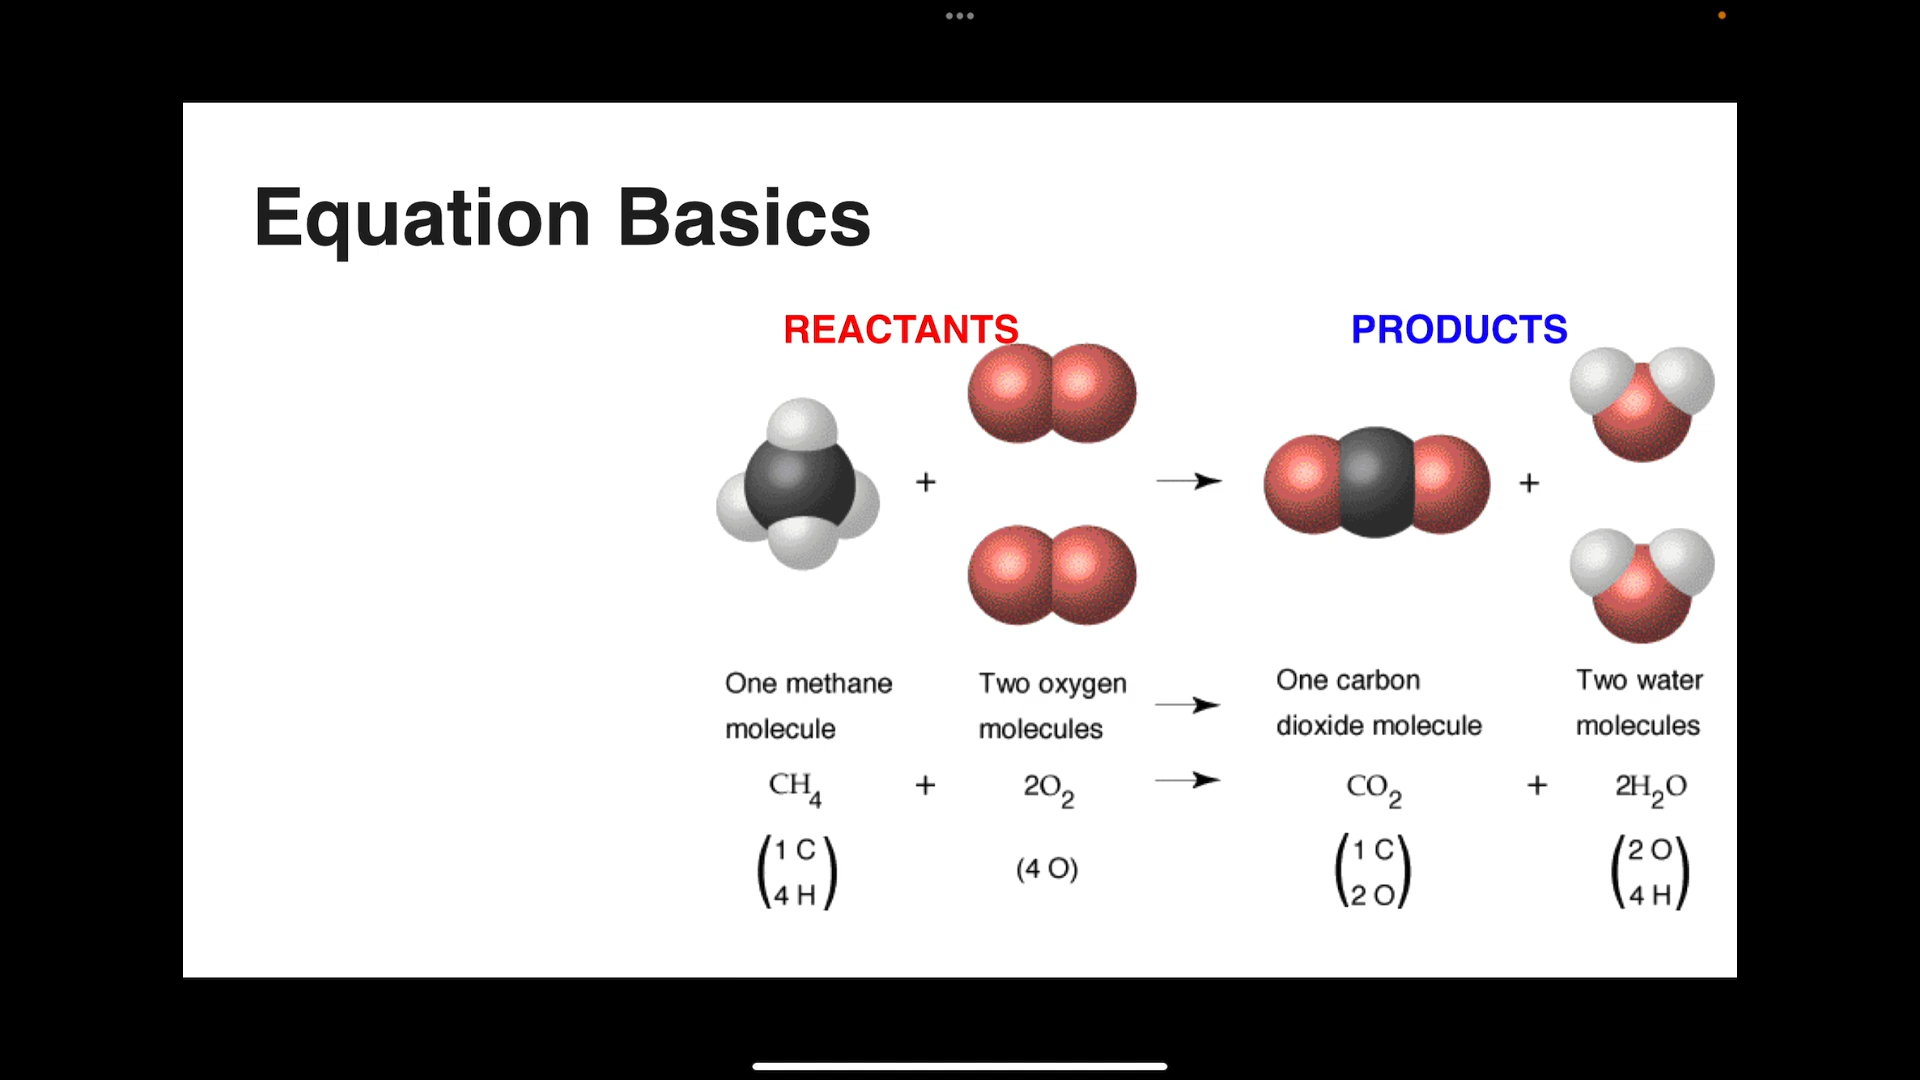 Equation Basics
REACTANTS PRODUCTS
+ → +
One methane molecule Two oxygen molecules → One carbon dioxide molecule Two water molecules
CH₄ + 2O₂ → CO₂ + 2H₂O
(1 C 4 H) (4 O) (1 C 2 O) (2 O 4 H)